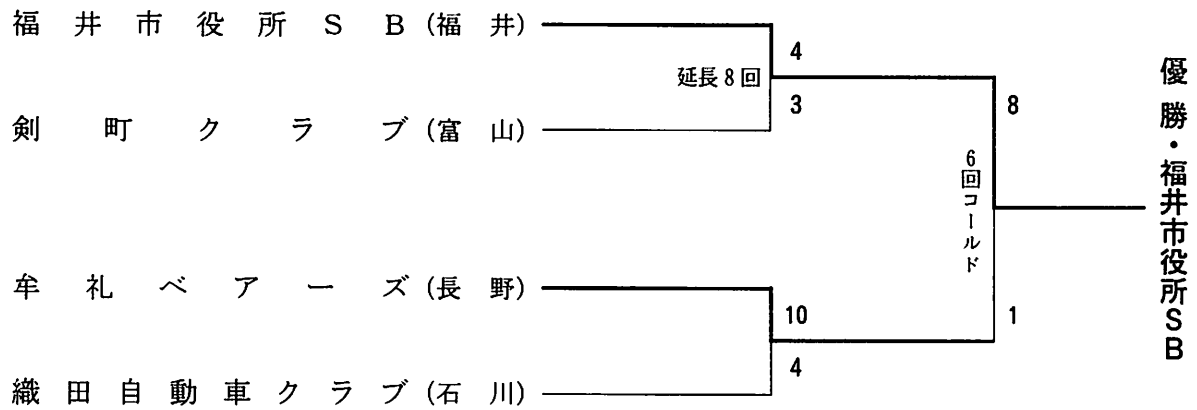 福井市役所SB(福井)
4
延長8回
3
剣町クラブ(富山)
8
6回コールド
優勝・福井市役所SB
牟礼ベアーズ(長野)
10
1
4
織田自動車クラブ(石川)